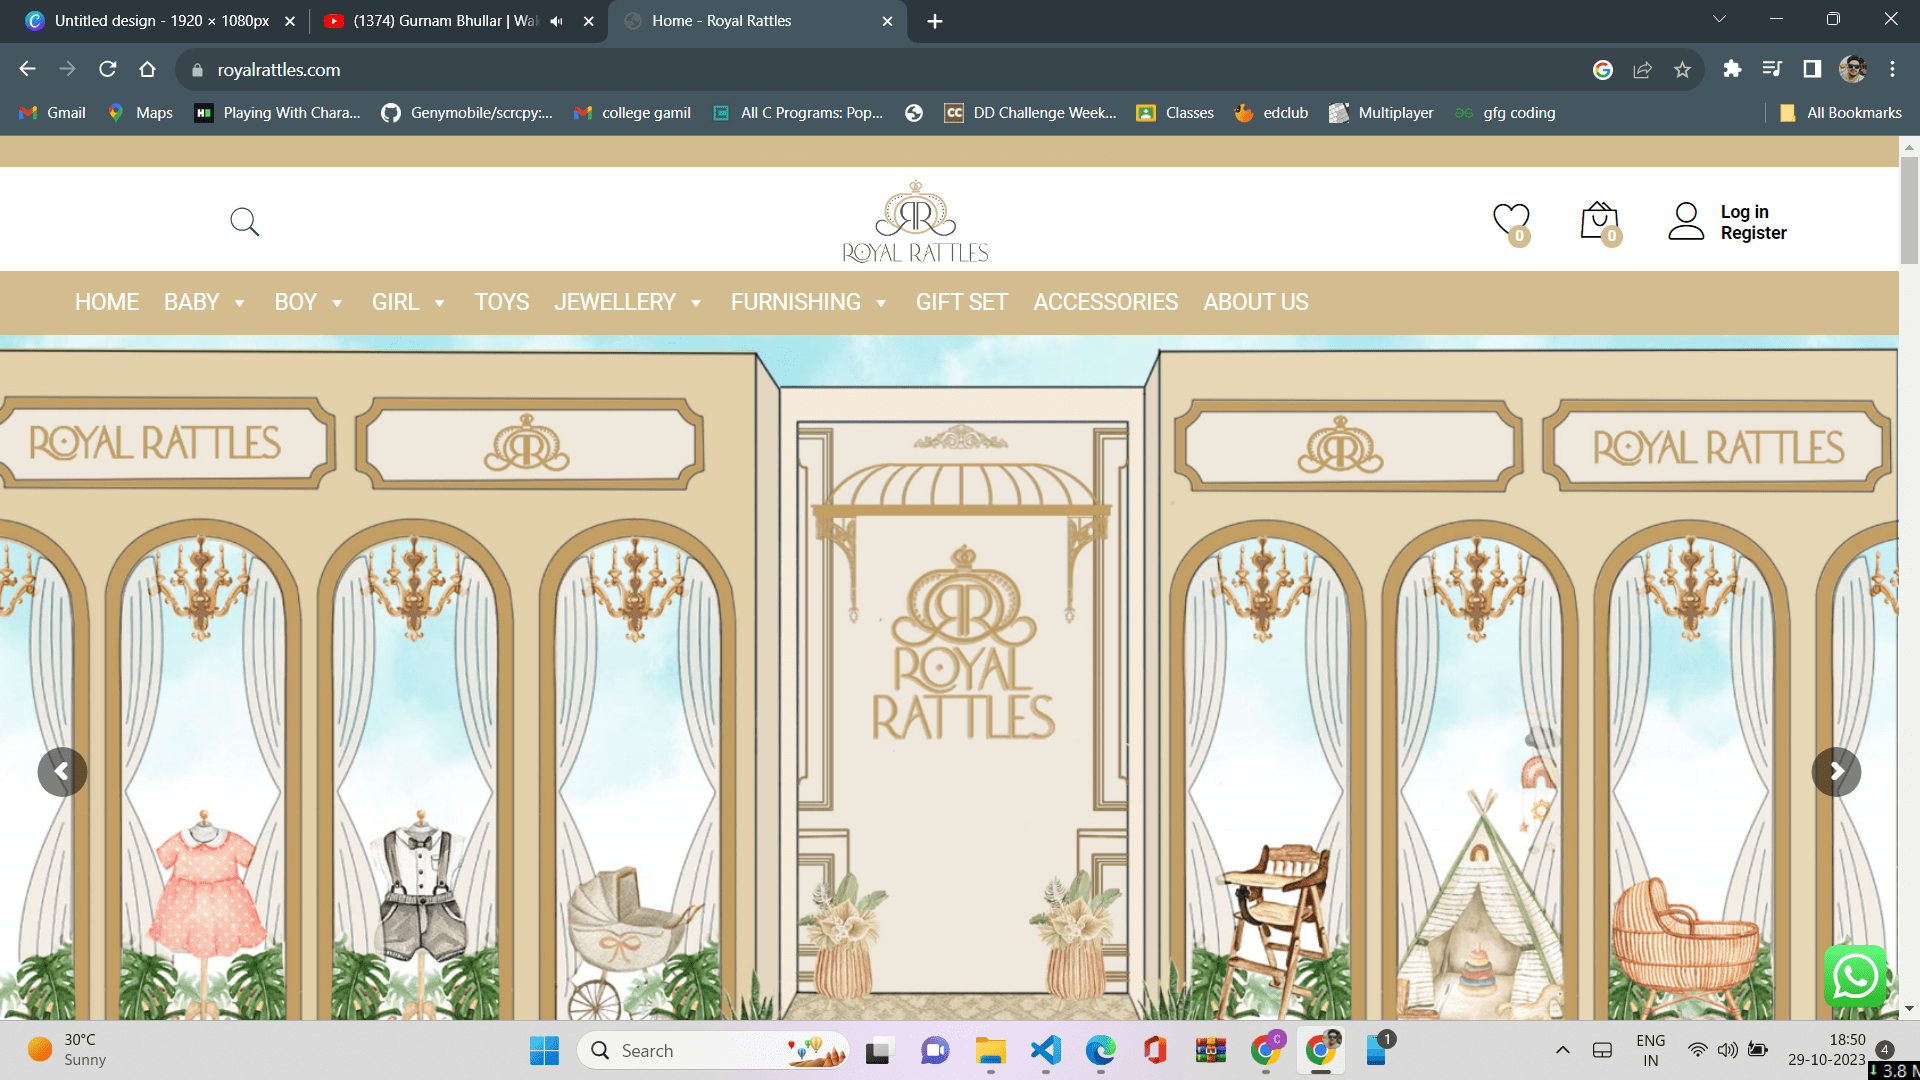 Untitled design - 1920 × 1080px
(1374) Gurnam Bhullar | Wal
Home - Royal Rattles
royalrattles.com
Gmail
Maps
Playing With Chara...
Genymobile/scrcpy:...
college gamil
All C Programs: Pop...
CC
DD Challenge Week...
Classes
edclub
Multiplayer
gfg coding
All Bookmarks
ROYAL RATTLES
0
0
Log in
Register
HOME
BABY
BOY
GIRL
TOYS
JEWELLERY
FURNISHING
GIFT SET
ACCESSORIES
ABOUT US
ROYAL RATTLES
ROYAL RATTLES
ROYAL
RATTLES
30°C
Sunny
Search
C
1
ENG
IN
18:50
29-10-2023
4
3.8 M